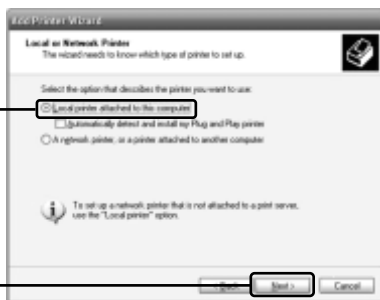 Add Printer Wizard
Local or Network Printer
The wizard needs to know which type of printer to set up.
Select the option that describes the printer you want to use:
Local printer attached to this computer
Automatically detect and install my Plug and Play printer
A network printer, or a printer attached to another computer
To set up a network printer that is not attached to a print server,
use the "Local printer" option.
< Back
Next >
Cancel